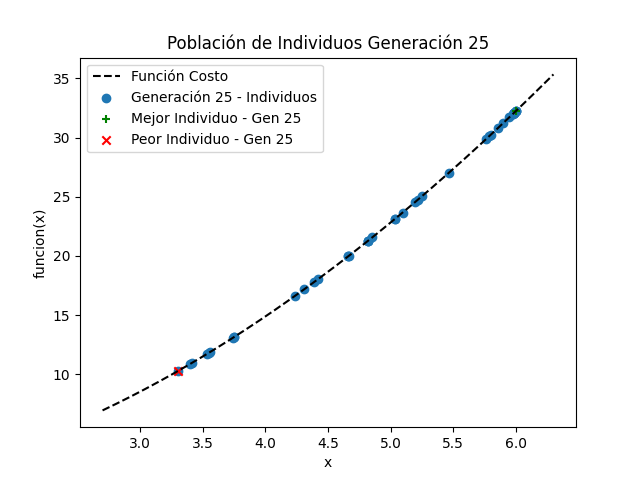 Población de Individuos Generación 25
Función Costo
Generación 25 - Individuos
Mejor Individuo - Gen 25
Peor Individuo - Gen 25
funcion(x)
35
30
25
20
15
10
3.0 3.5 4.0 4.5 5.0 5.5 6.0
x